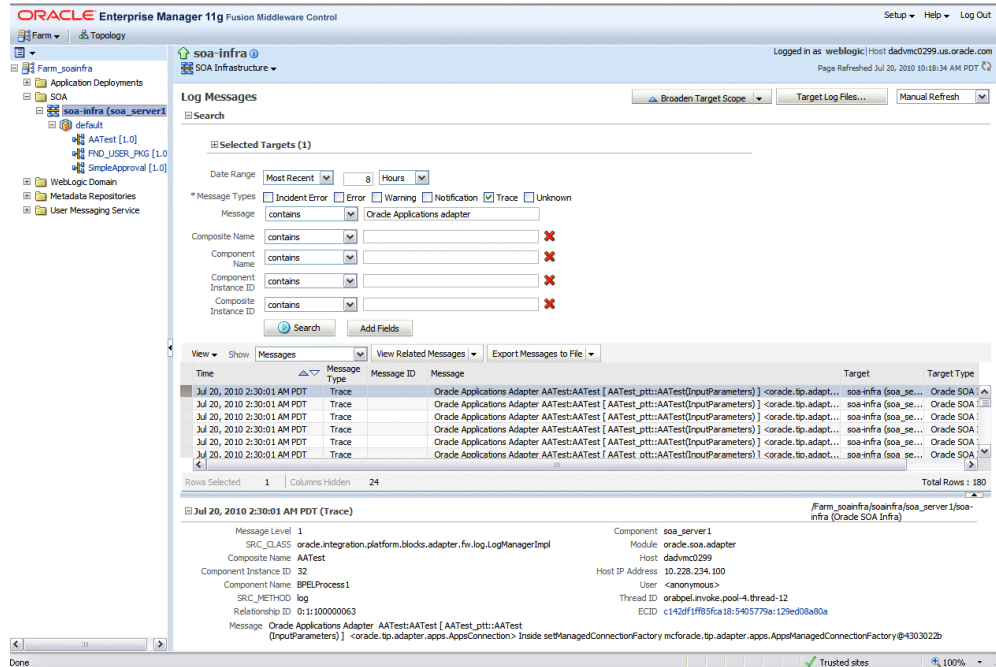 ORACLE Enterprise Manager 11g Fusion Middleware Control
Setup Help Log Out
Farm Topology
Farm_soainfra
Application Deployments
SOA
soa-infra (soa_server1
default
AATest [1.0]
FND_USER_PKG [1.0
SimpleApproval [1.0]
WebLogic Domain
Metadata Repositories
User Messaging Service
soa-infra
Logged in as weblogic|Host dadvmc0299.us.oracle.com
SOA Infrastructure
Page Refreshed Jul 20, 2010 10:18:34 AM PDT
Log Messages
Broaden Target Scope Target Log Files... Manual Refresh
Search
Selected Targets (1)
Date Range Most Recent 8 Hours
* Message Types Incident Error Error Warning Notification Trace Unknown
Message contains Oracle Applications adapter
Composite Name contains
Component Name contains
Component Instance ID contains
Composite Instance ID contains
Search Add Fields
View Show Messages View Related Messages Export Messages to File
Time Message Type Message ID Message Target Target Type
Jul 20, 2010 2:30:01 AM PDT Trace Oracle Applications Adapter AATest:AATest [ AATest_ptt::AATest(InputParameters) ] <oracle.tip.adapt... soa-infra (soa_se... Oracle SOA
Jul 20, 2010 2:30:01 AM PDT Trace Oracle Applications Adapter AATest:AATest [ AATest_ptt::AATest(InputParameters) ] <oracle.tip.adapt... soa-infra (soa_se... Oracle SOA
Jul 20, 2010 2:30:01 AM PDT Trace Oracle Applications Adapter AATest:AATest [ AATest_ptt::AATest(InputParameters) ] <oracle.tip.adapt... soa-infra (soa_se... Oracle SOA
Jul 20, 2010 2:30:01 AM PDT Trace Oracle Applications Adapter AATest:AATest [ AATest_ptt::AATest(InputParameters) ] <oracle.tip.adapt... soa-infra (soa_se... Oracle SOA
Jul 20, 2010 2:30:01 AM PDT Trace Oracle Applications Adapter AATest:AATest [ AATest_ptt::AATest(InputParameters) ] <oracle.tip.adapt... soa-infra (soa_se... Oracle SOA
Jul 20, 2010 2:30:01 AM PDT Trace Oracle Applications Adapter AATest:AATest [ AATest_ptt::AATest(InputParameters) ] <oracle.tip.adapt... soa-infra (soa_se... Oracle SOA
Rows Selected 1 Columns Hidden 24 Total Rows : 180
Jul 20, 2010 2:30:01 AM PDT (Trace)
/Farm_soainfra/soainfra/soa_server1/soa-
infra (Oracle SOA Infra)
Message Level 1
SRC_CLASS oracle.integration.platform.blocks.adapter.fw.log.LogManagerImpl
Composite Name AATest
Component Instance ID 32
Component Name BPELProcess1
SRC_METHOD log
Relationship ID 0:1:100000063
Component soa_server1
Module oracle.soa.adapter
Host dadvmc0299
Host IP Address 10.228.234.100
User <anonymous>
Thread ID orabpel.invoke.pool-4.thread-12
ECID c142df1ff85fca18:5405779a:129ed08a80a
Message Oracle Applications Adapter AATest:AATest [ AATest_ptt::AATest
(InputParameters) ] <oracle.tip.adapter.apps.AppsConnection> Inside setManagedConnectionFactory mcforacle.tip.adapter.apps.AppsManagedConnectionFactory@4303022b
Done Trusted sites 100%